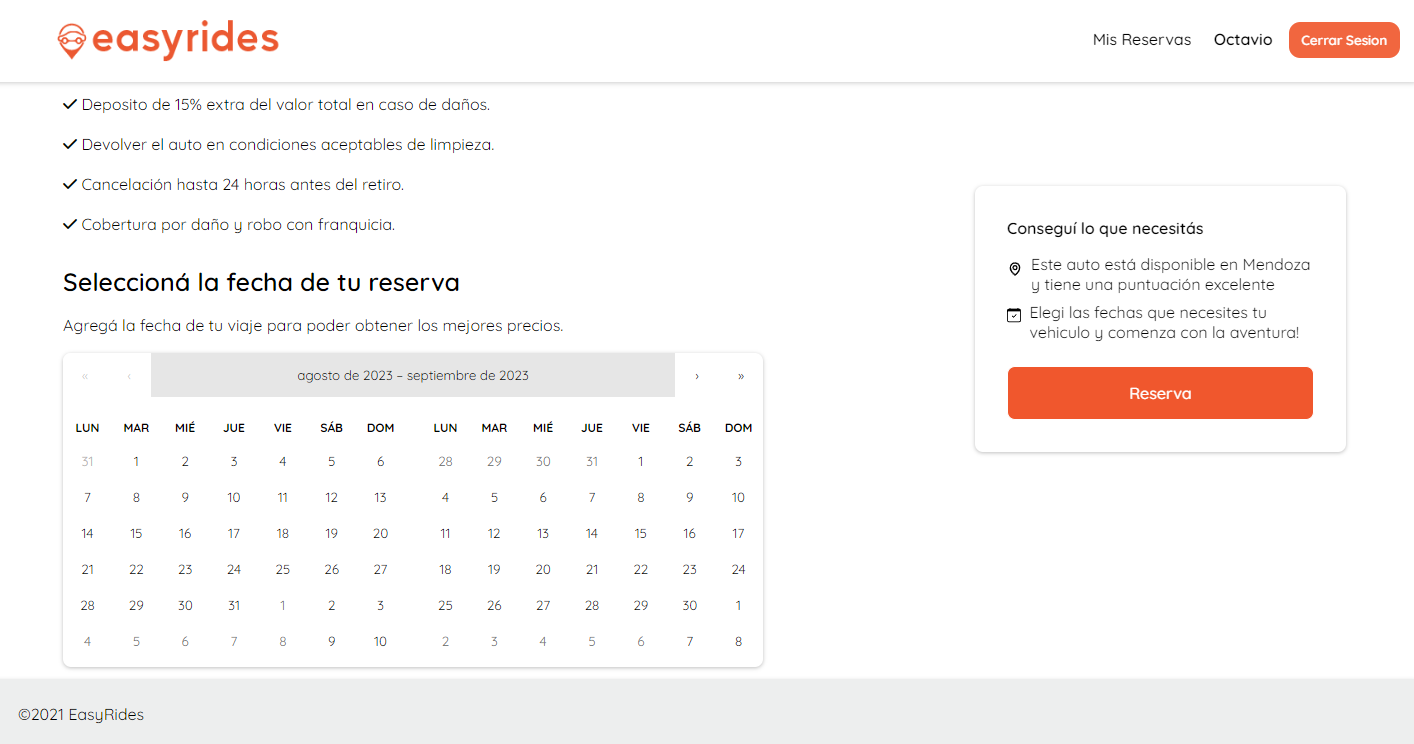 easyrides
Mis Reservas Octavio Cerrar Sesion
Deposito de 15% extra del valor total en caso de daños.
Devolver el auto en condiciones aceptables de limpieza.
Cancelación hasta 24 horas antes del retiro.
Cobertura por daño y robo con franquicia.
Seleccioná la fecha de tu reserva
Agregá la fecha de tu viaje para poder obtener los mejores precios.
« ‹ agosto de 2023 – septiembre de 2023 › »
LUN MAR MIÉ JUE VIE SÁB DOM LUN MAR MIÉ JUE VIE SÁB DOM
31 1 2 3 4 5 6 28 29 30 31 1 2 3
7 8 9 10 11 12 13 4 5 6 7 8 9 10
14 15 16 17 18 19 20 11 12 13 14 15 16 17
21 22 23 24 25 26 27 18 19 20 21 22 23 24
28 29 30 31 1 2 3 25 26 27 28 29 30 1
4 5 6 7 8 9 10 2 3 4 5 6 7 8
Conseguí lo que necesitás
Este auto está disponible en Mendoza
y tiene una puntuación excelente
Elegi las fechas que necesites tu
vehiculo y comenza con la aventura!
Reserva
©2021 EasyRides